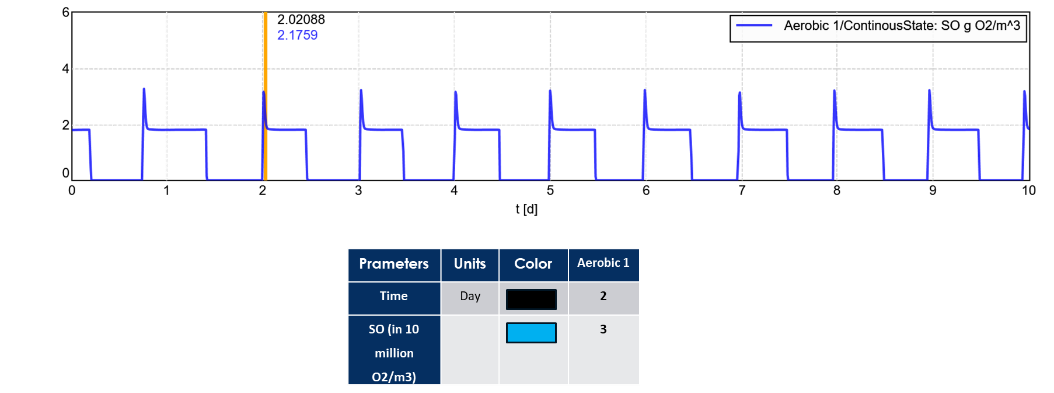 6
2.02088
2.1759
Aerobic 1/ContinousState: SO g O2/m^3
4
2
0
0 1 2 3 4 5 6 7 8 9 10
t [d]
Prameters Units Color Aerobic 1
Time Day 2
SO (in 10 3
million
O2/m3)